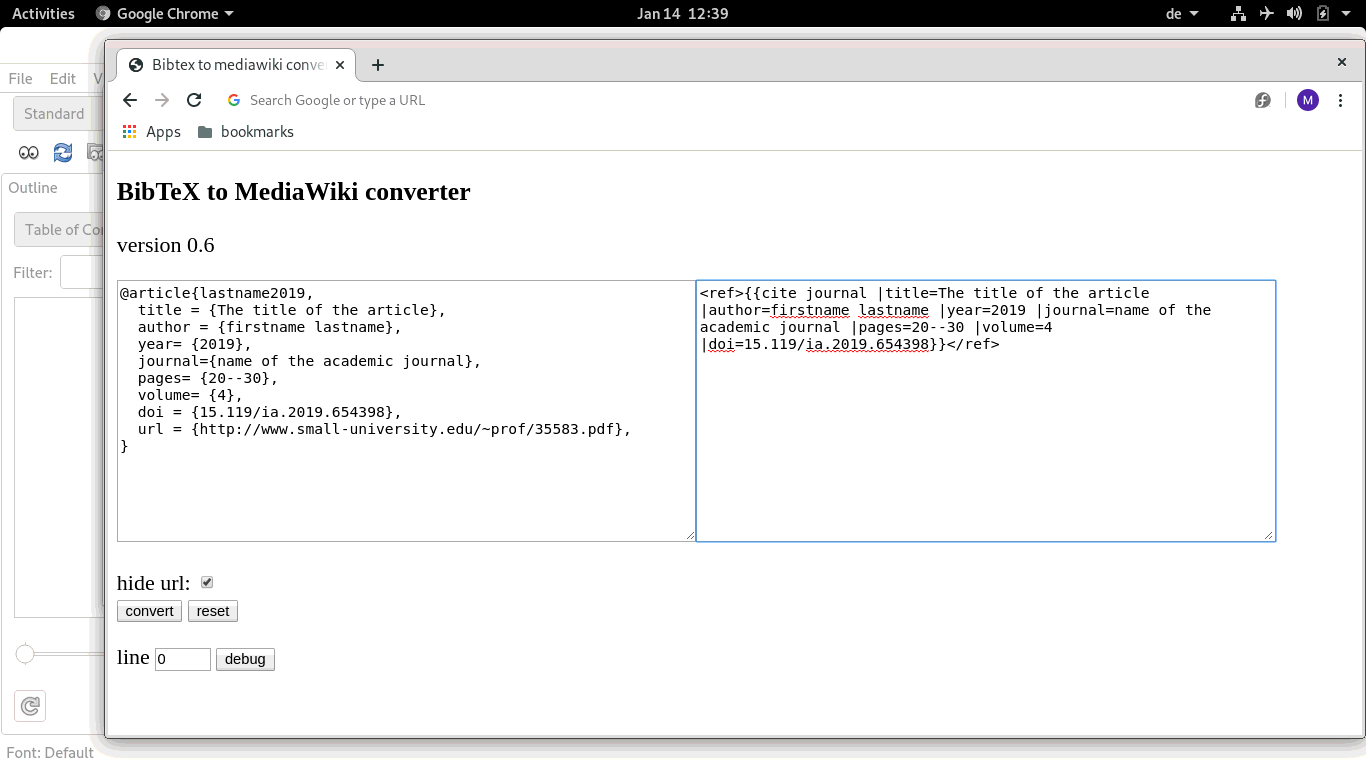 Activities Google Chrome Jan 14 12:39 de
Bibtex to mediawiki conve
File Edit V
Search Google or type a URL M
Standard
Apps bookmarks
Outline
BibTeX to MediaWiki converter
Table of Cor
version 0.6
Filter:
@article{lastname2019,
title = {The title of the article},
author = {firstname lastname},
year= {2019},
journal={name of the academic journal},
pages= {20--30},
volume= {4},
doi = {15.119/ia.2019.654398},
url = {http://www.small-university.edu/~prof/35583.pdf},
}
<ref>{{cite journal |title=The title of the article
|author=firstname lastname |year=2019 |journal=name of the
academic journal |pages=20--30 |volume=4
|doi=15.119/ia.2019.654398}}</ref>
hide url:
convert reset
line 0 debug
Font: Default